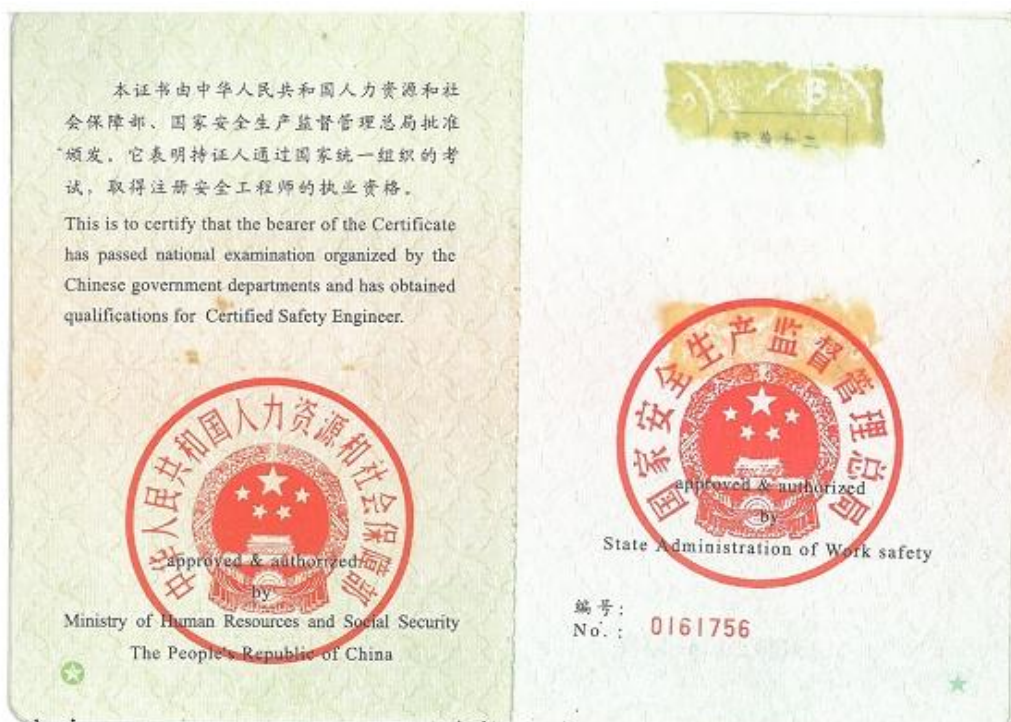 本证书由中华人民共和国人力资源和社
会保障部、国家安全生产监督管理总局批准
颁发。它表明持证人通过国家统一组织的考
试，取得注册安全工程师的执业资格。
This is to certify that the bearer of the Certificate
has passed national examination organized by the
Chinese government departments and has obtained
qualifications for Certified Safety Engineer.
中华人民共和国人力资源和社会保障部
approved & authorized
by
Ministry of Human Resources and Social Security
The People's Republic of China
国家安全生产监督管理总局
approved & authorized
by
State Administration of Work safety
编号：
No. : 0161756